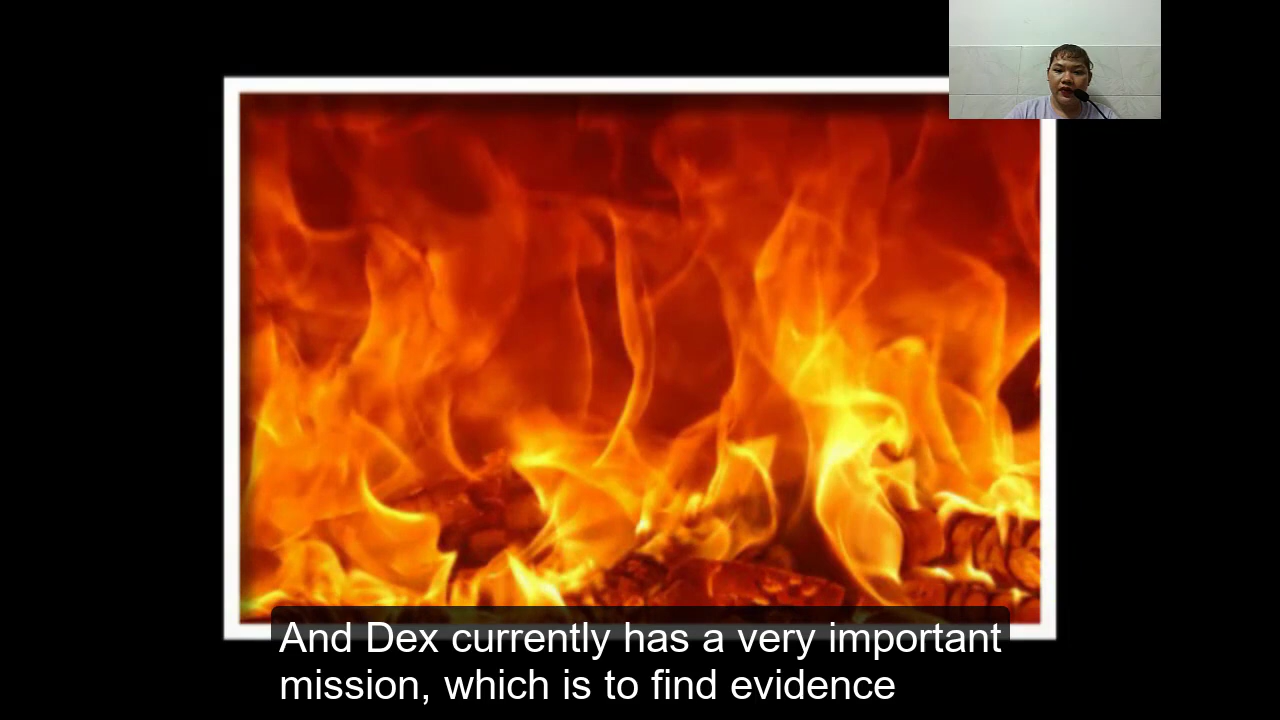 And Dex currently has a very important
mission, which is to find evidence